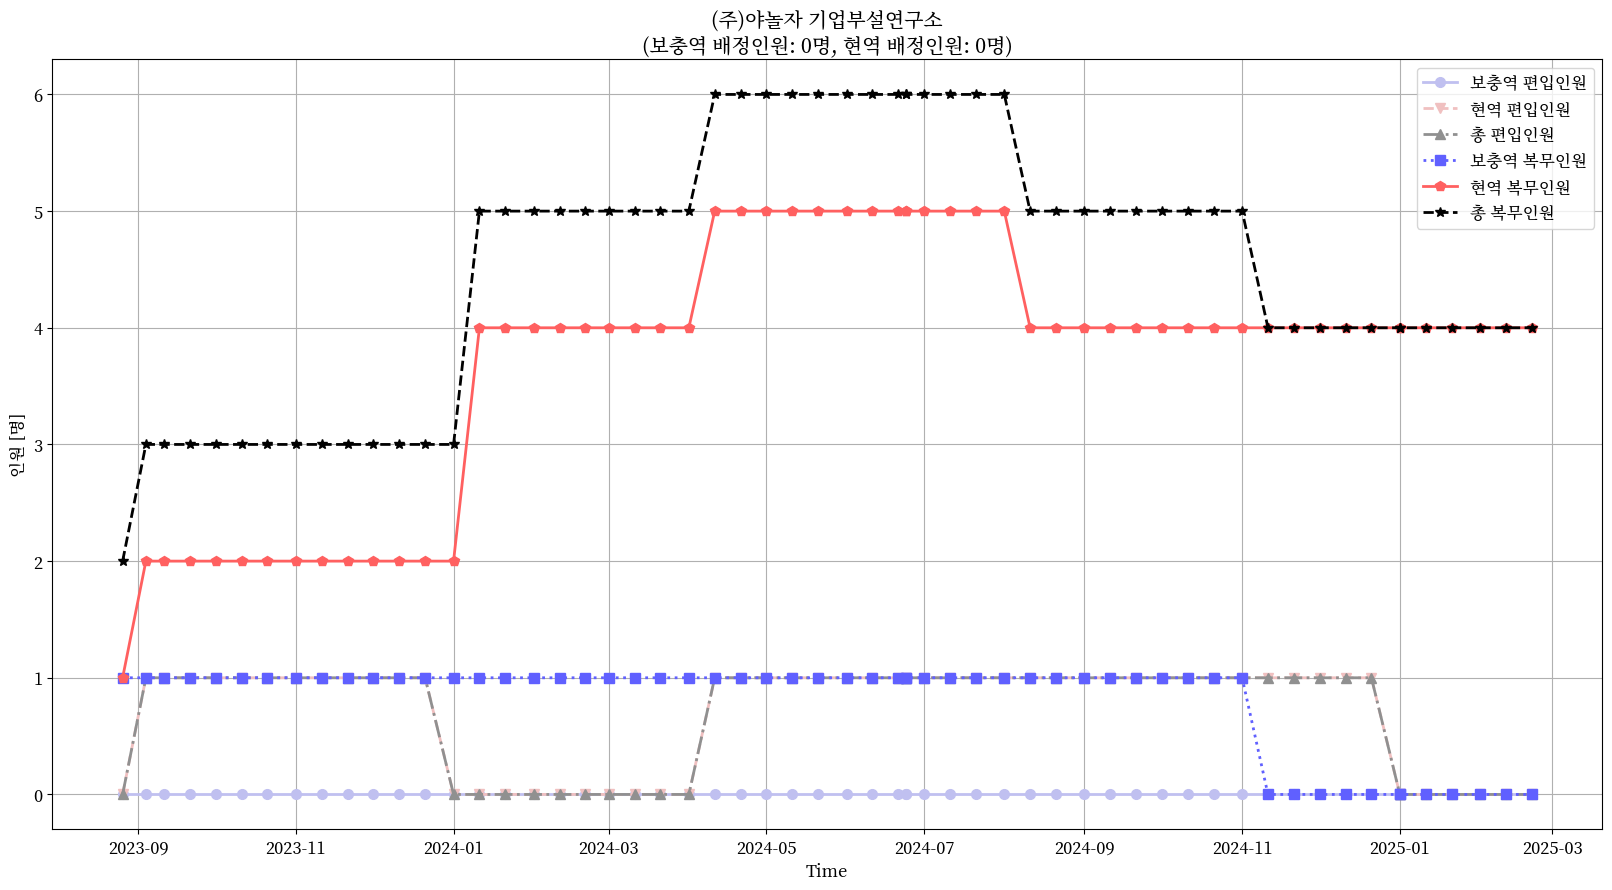 (주)야놀자 기업부설연구소
(보충역 배정인원: 0명, 현역 배정인원: 0명)
보충역 편입인원
현역 편입인원
총 편입인원
보충역 복무인원
현역 복무인원
총 복무인원
인원 [명]
6
5
4
3
2
1
0
2023-09
2023-11
2024-01
2024-03
2024-05
2024-07
2024-09
2024-11
2025-01
2025-03
Time